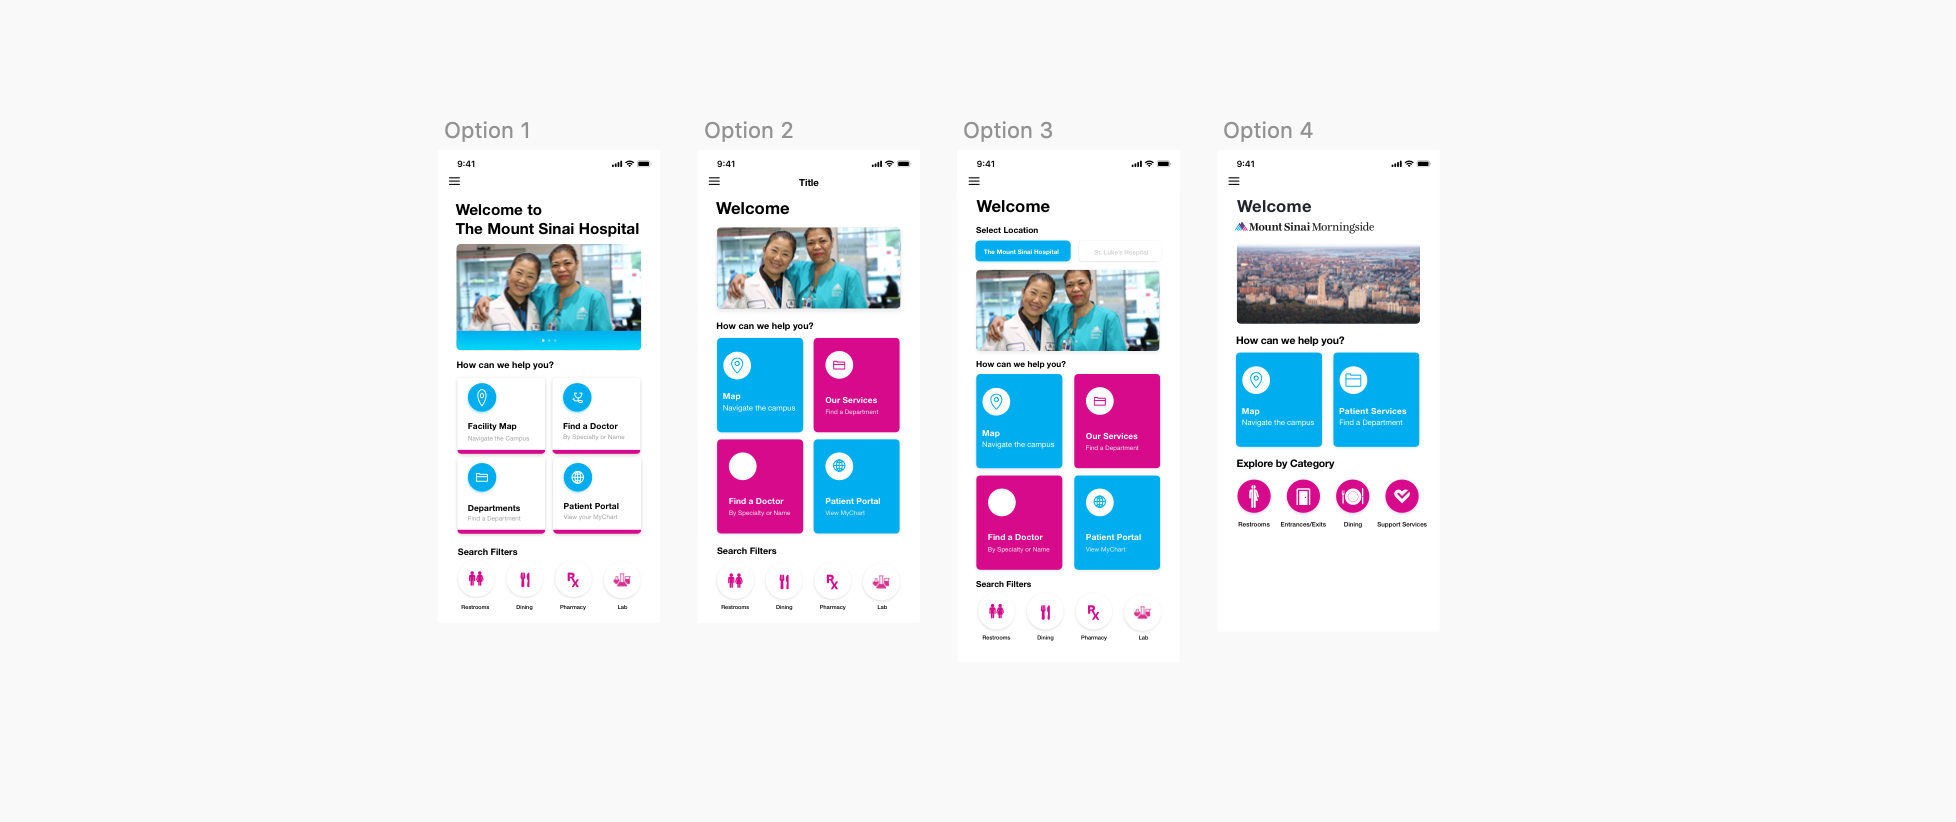 Option 1
9:41
Welcome to
The Mount Sinai Hospital
How can we help you?
Facility Map
Navigate the Campus
Find a Doctor
By Specialty or Name
Departments
Find a Department
Patient Portal
View your MyChart
Search Filters
Restrooms
Dining
Rx
Pharmacy
Lab
Option 2
9:41
Title
Welcome
How can we help you?
Map
Navigate the campus
Our Services
Find a Department
Find a Doctor
By Specialty or Name
Patient Portal
View MyChart
Search Filters
Restrooms
Dining
Rx
Pharmacy
Lab
Option 3
9:41
Welcome
Select Location
The Mount Sinai Hospital
St. Luke's Hospital
How can we help you?
Map
Navigate the campus
Our Services
Find a Department
Find a Doctor
By Specialty or Name
Patient Portal
View MyChart
Search Filters
Restrooms
Dining
Rx
Pharmacy
Lab
Option 4
9:41
Welcome
Mount Sinai Morningside
How can we help you?
Map
Navigate the campus
Patient Services
Find a Department
Explore by Category
Restrooms
Entrances/Exits
Dining
Support Services